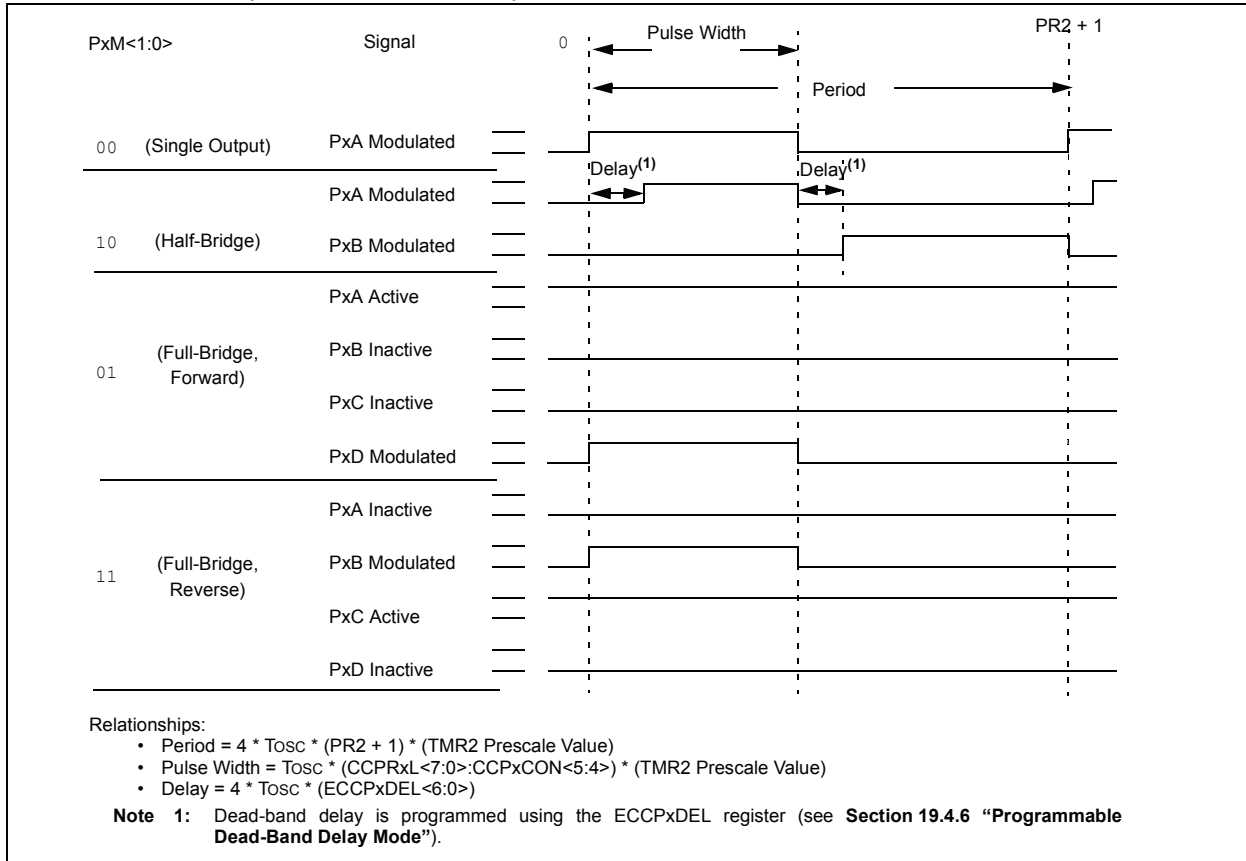 PxM<1:0> Signal 0 Pulse Width PR2 + 1
Period
00 (Single Output) PxA Modulated
Delay(1) Delay(1)
PxA Modulated
10 (Half-Bridge) PxB Modulated
PxA Active
01 (Full-Bridge, Forward) PxB Inactive
PxC Inactive
PxD Modulated
PxA Inactive
11 (Full-Bridge, Reverse) PxB Modulated
PxC Active
PxD Inactive
Relationships:
• Period = 4 * TOSC * (PR2 + 1) * (TMR2 Prescale Value)
• Pulse Width = TOSC * (CCPRxL<7:0>:CCPxCON<5:4>) * (TMR2 Prescale Value)
• Delay = 4 * TOSC * (ECCPxDEL<6:0>)
Note 1: Dead-band delay is programmed using the ECCPxDEL register (see Section 19.4.6 “Programmable
Dead-Band Delay Mode”).